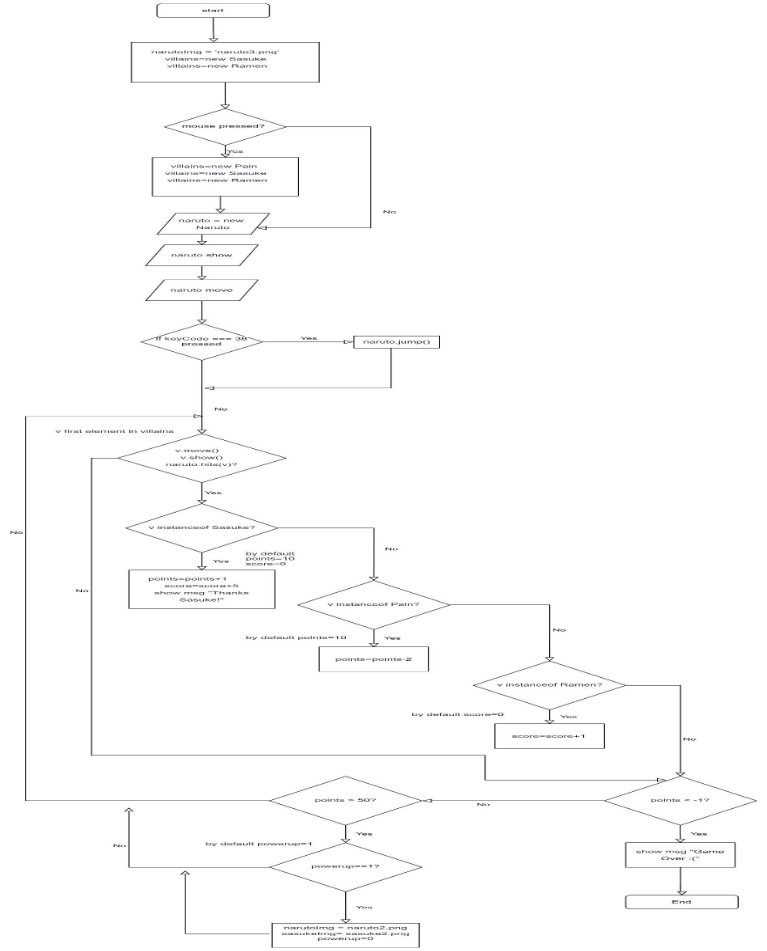 start
narutoImg = 'naruto3.png'
villains=new Sasuke
villains=new Ramen
mouse pressed?
Yes
villains=new Pain
villains=new Sasuke
villains=new Ramen
No
naruto = new
Naruto
naruto show
naruto move
If keyCode === 38
pressed
Yes
naruto.jump()
No
v first element in villains
v.move()
v.show()
naruto.hits(v)?
Yes
No
v instanceof Sasuke?
No
Yes
by default
points=10
score=0
points=points+1
score=score+5
show msg "Thanks
Sasuke!"
No
v instanceof Pain?
No
by default points=10
Yes
points=points-2
v instanceof Ramen?
by default score=0
Yes
score=score+1
No
points < -1?
No
points > 50?
Yes
Yes
by default powerup=1
No
show msg "Game
Over :("
powerup==1?
End
Yes
narutoImg = naruto2.png
sasukeImg= sasuke2.png
powerup=0